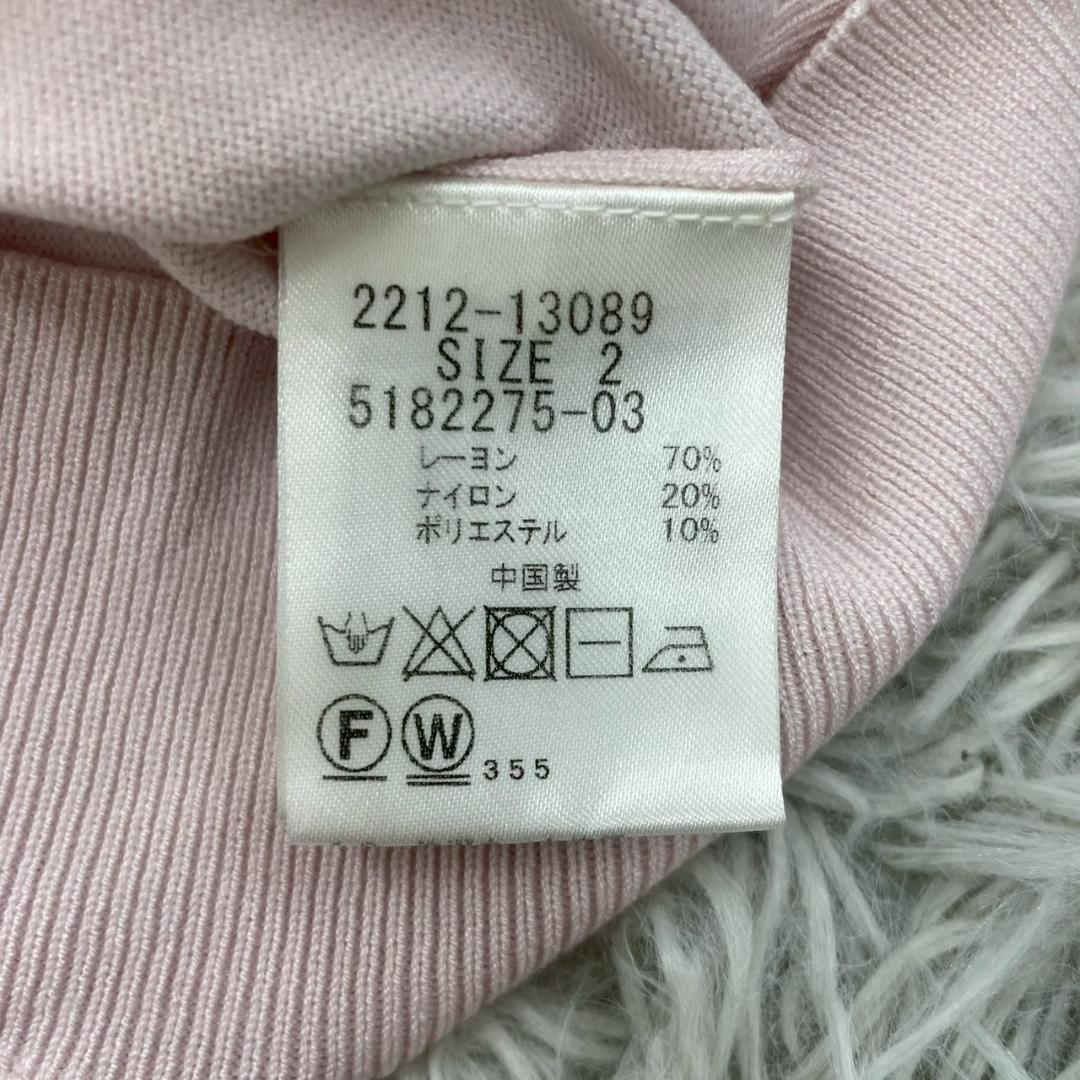 2212-13089
SIZE 2
5182275-03
レーヨン 70%
ナイロン 20%
ポリエステル 10%
中国製
F W 355